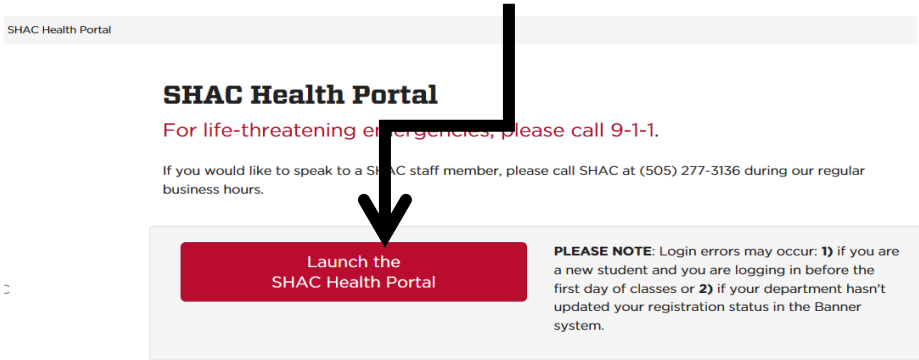 SHAC Health Portal
SHAC Health Portal
For life-threatening emergencies, please call 9-1-1.
If you would like to speak to a SHAC staff member, please call SHAC at (505) 277-3136 during our regular
business hours.
Launch the
SHAC Health Portal
PLEASE NOTE: Login errors may occur: 1) if you are
a new student and you are logging in before the
first day of classes or 2) if your department hasn't
updated your registration status in the Banner
system.